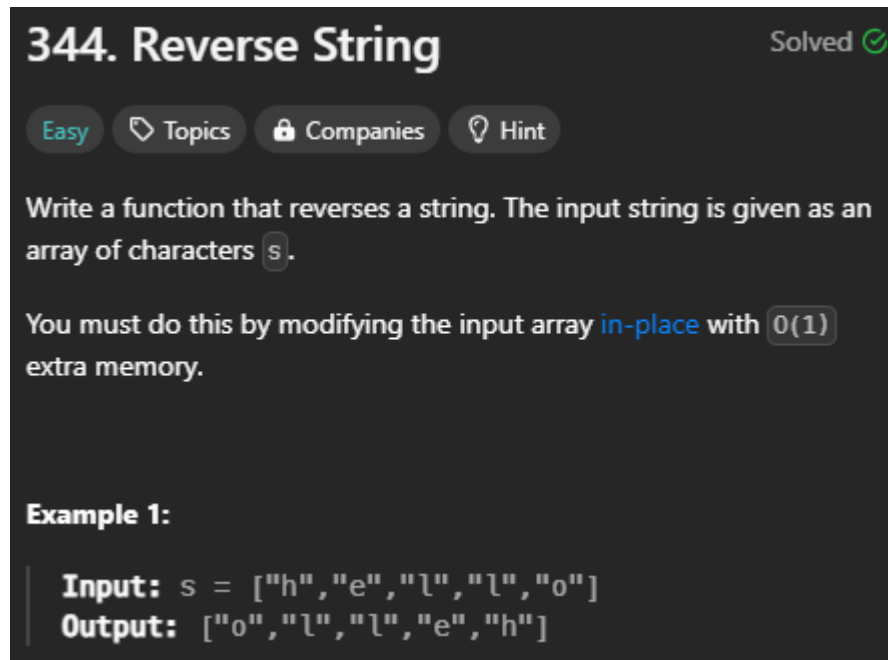 344. Reverse String
Solved
Easy
Topics
Companies
Hint
Write a function that reverses a string. The input string is given as an
array of characters s.
You must do this by modifying the input array in-place with O(1)
extra memory.
Example 1:
Input: s = ["h","e","l","l","o"]
Output: ["o","l","l","e","h"]